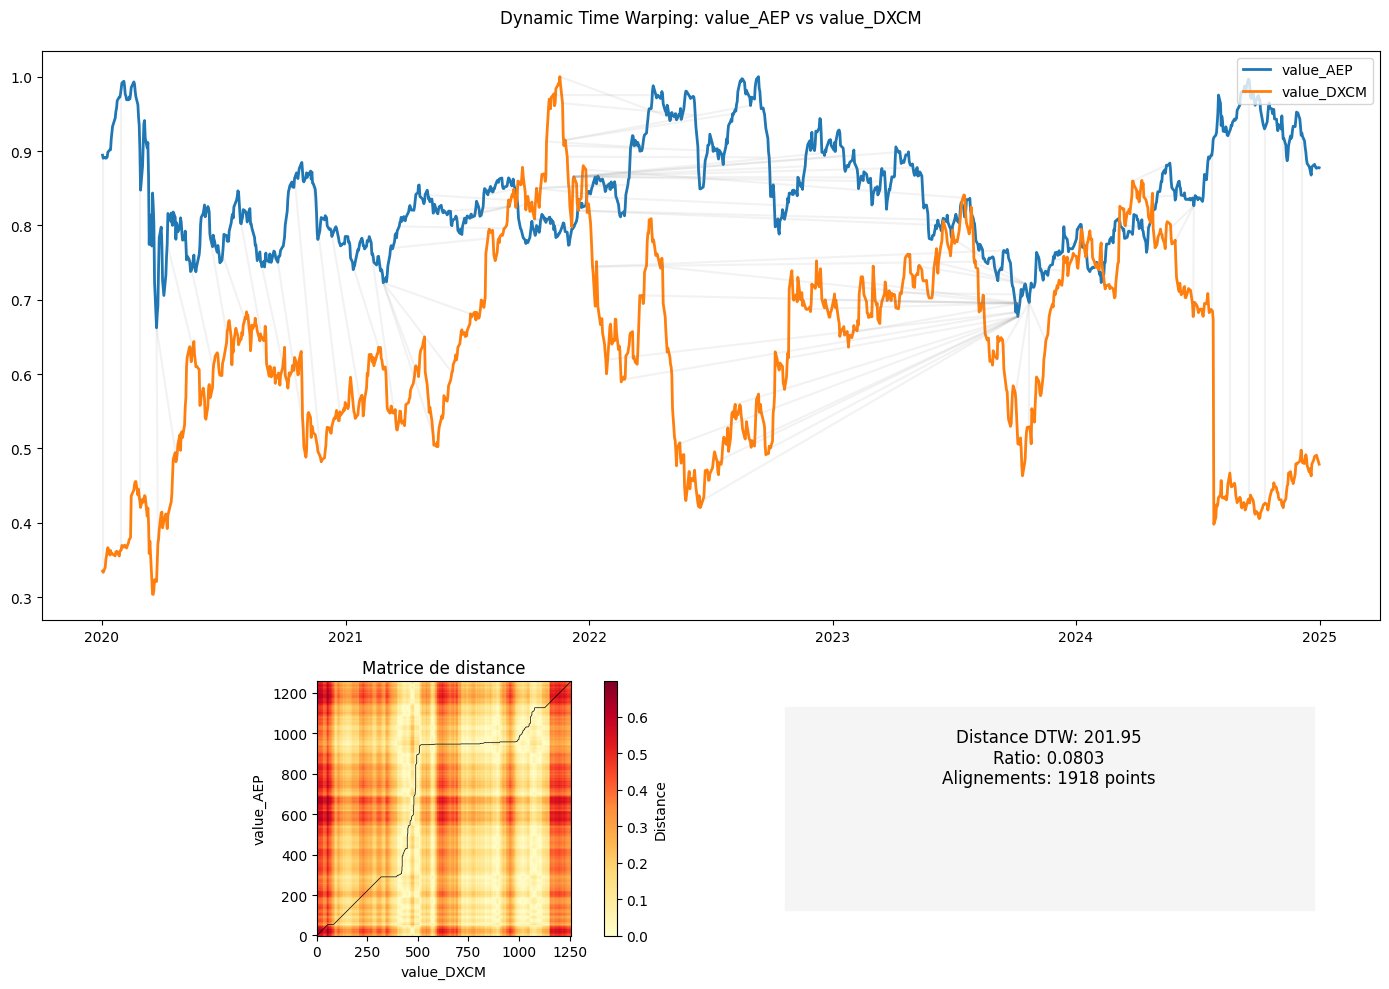 Dynamic Time Warping: value_AEP vs value_DXCM
value_AEP
value_DXCM
1.0
0.9
0.8
0.7
0.6
0.5
0.4
0.3
2020 2021 2022 2023 2024 2025
Matrice de distance
value_AEP
1200
1000
800
600
400
200
0
0 250 500 750 1000 1250
value_DXCM
0.6
0.5
0.4
0.3
0.2
0.1
0.0
Distance
Distance DTW: 201.95
Ratio: 0.0803
Alignements: 1918 points